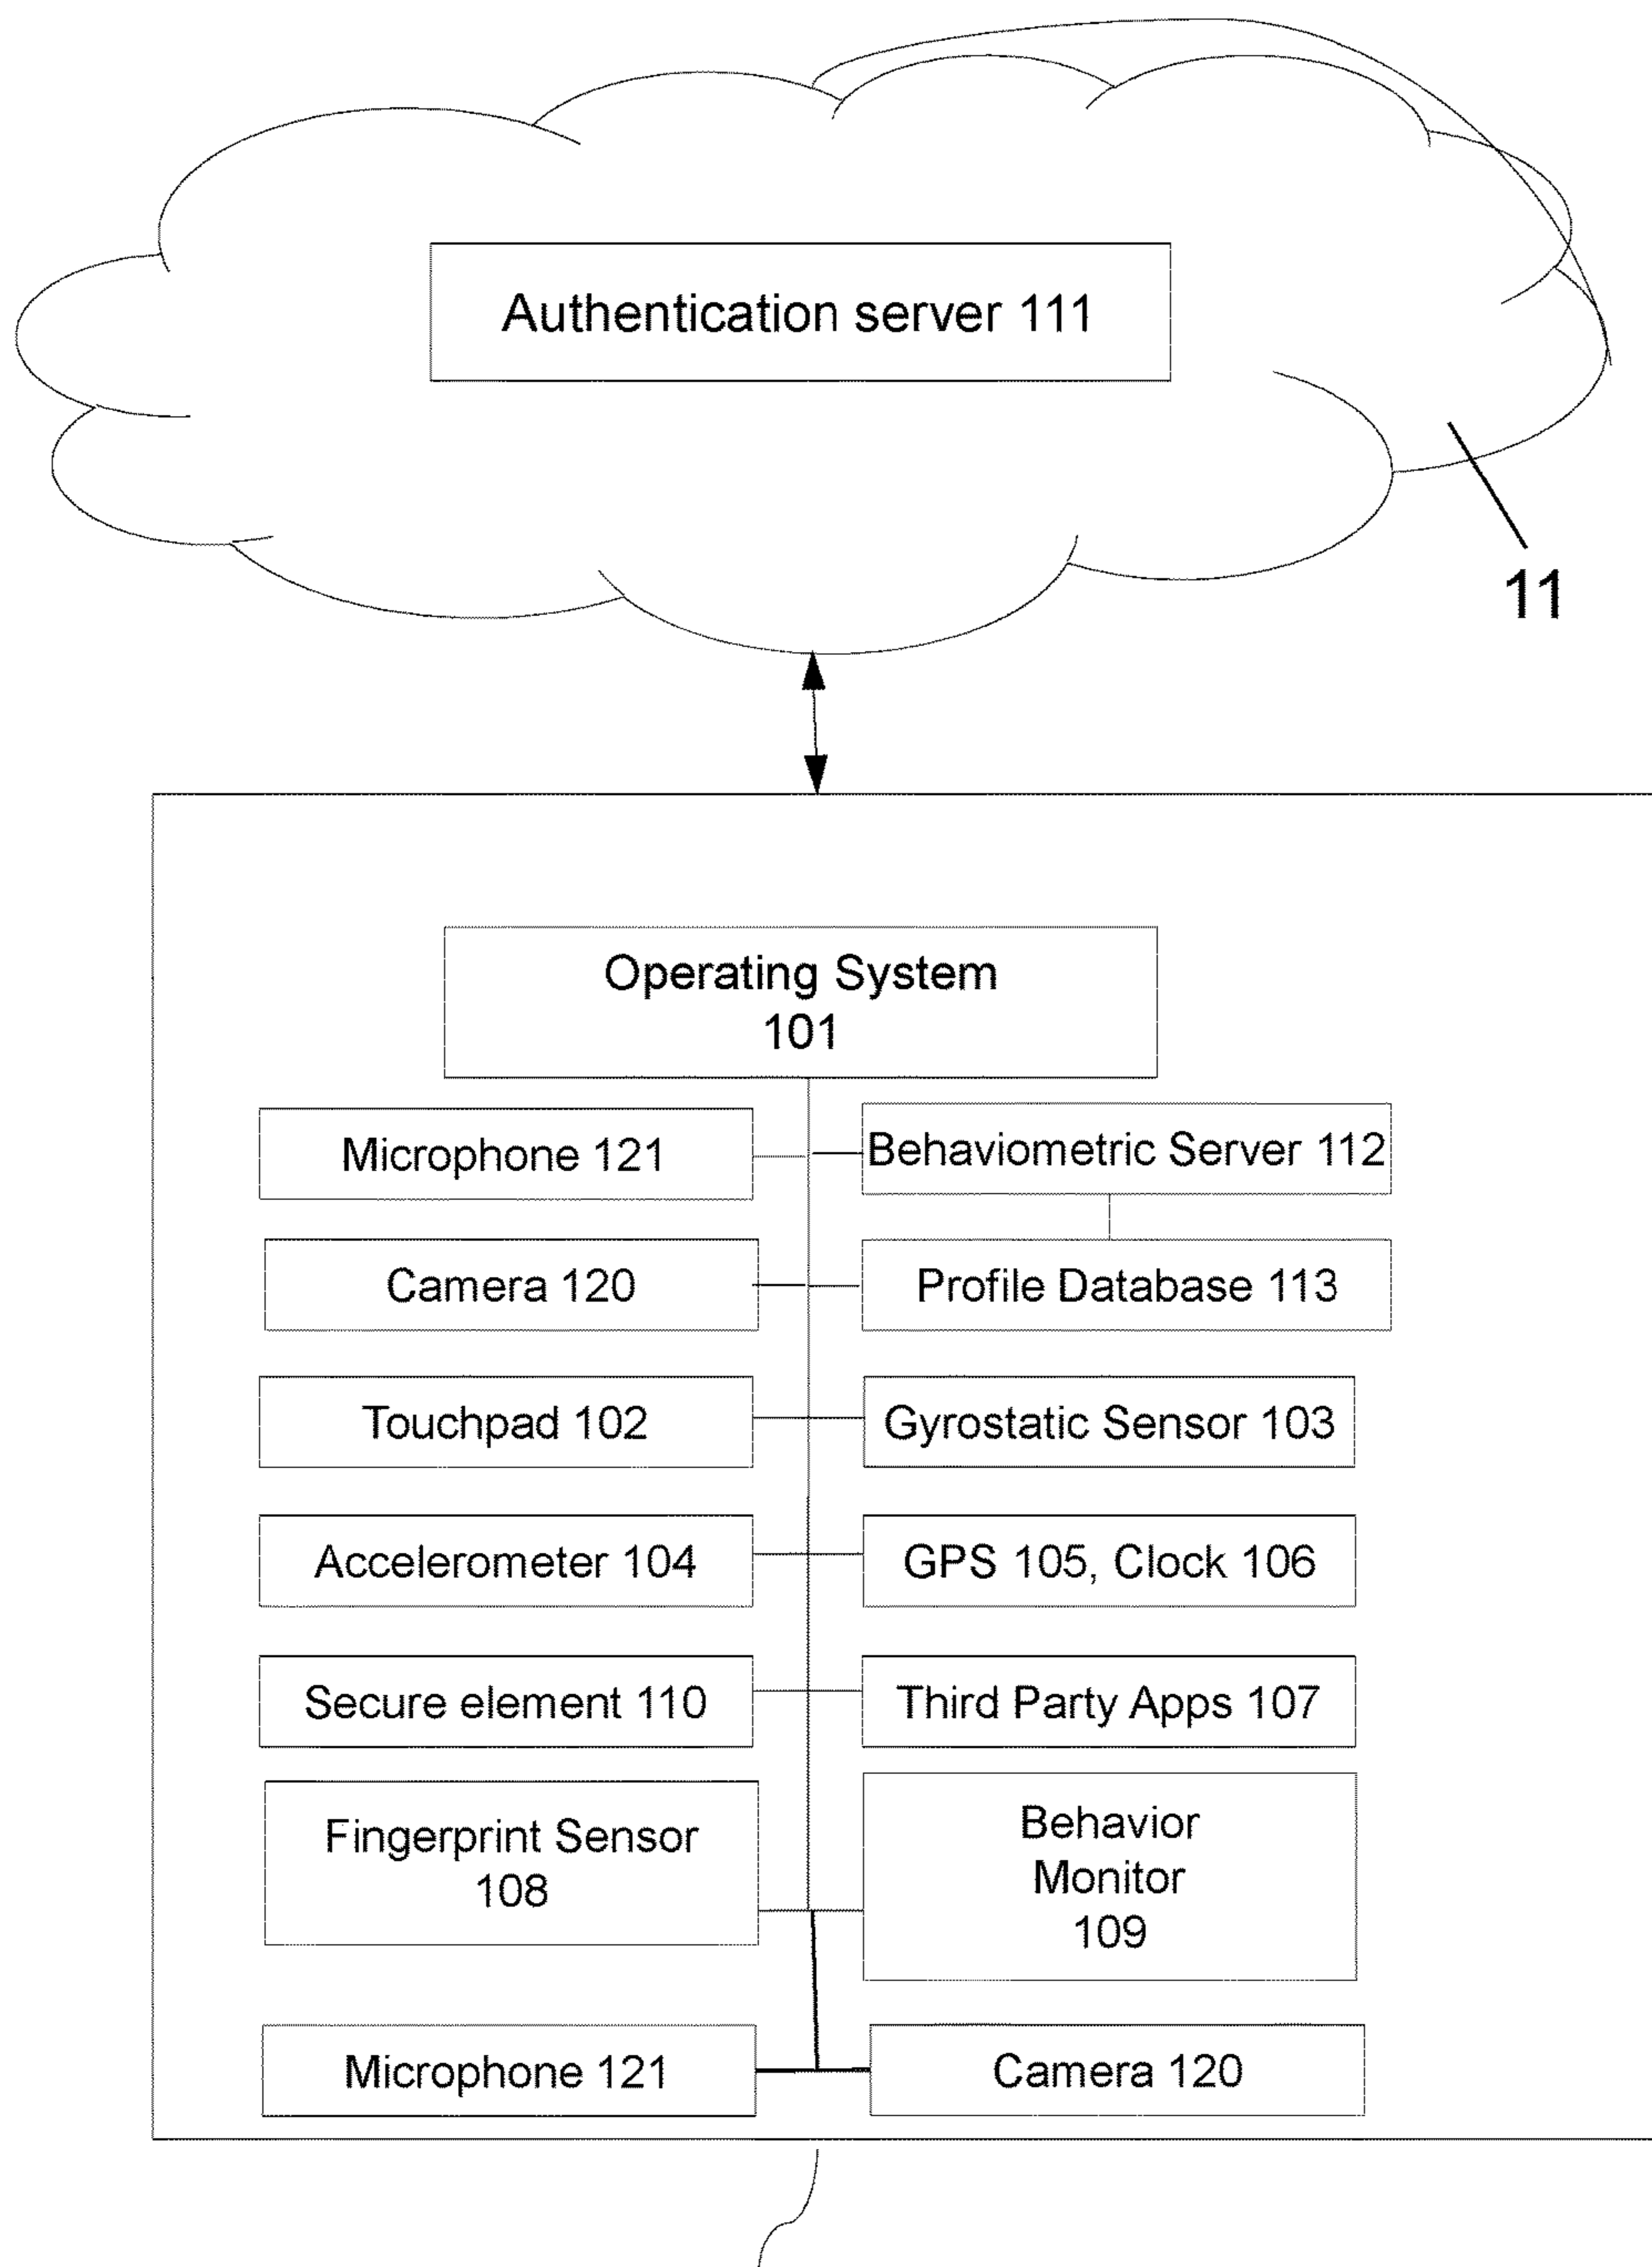 Authentication server 111
11
Operating System
101
Microphone 121
Behaviometric Server 112
Camera 120
Profile Database 113
Touchpad 102
Gyrostatic Sensor 103
Accelerometer 104
GPS 105, Clock 106
Secure element 110
Third Party Apps 107
Fingerprint Sensor
108
Behavior
Monitor
109
Microphone 121
Camera 120